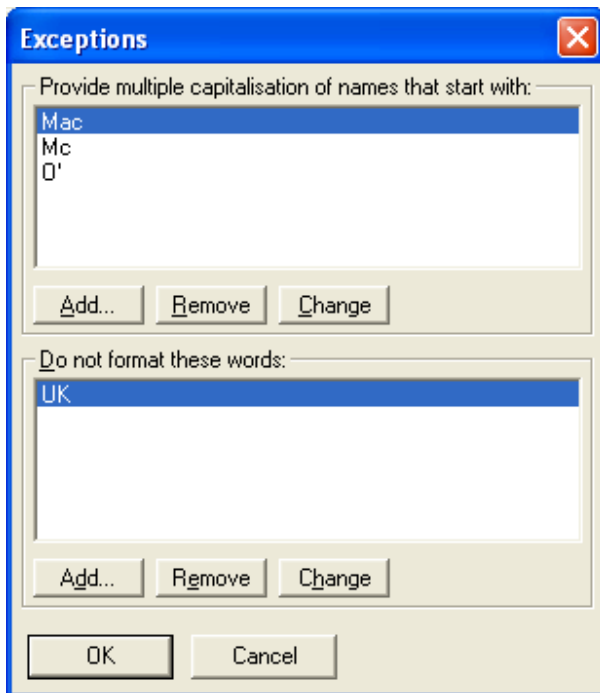 Exceptions
Provide multiple capitalisation of names that start with:
Mac
Mc
O'
Add... Remove Change
Do not format these words:
UK
Add... Remove Change
OK Cancel